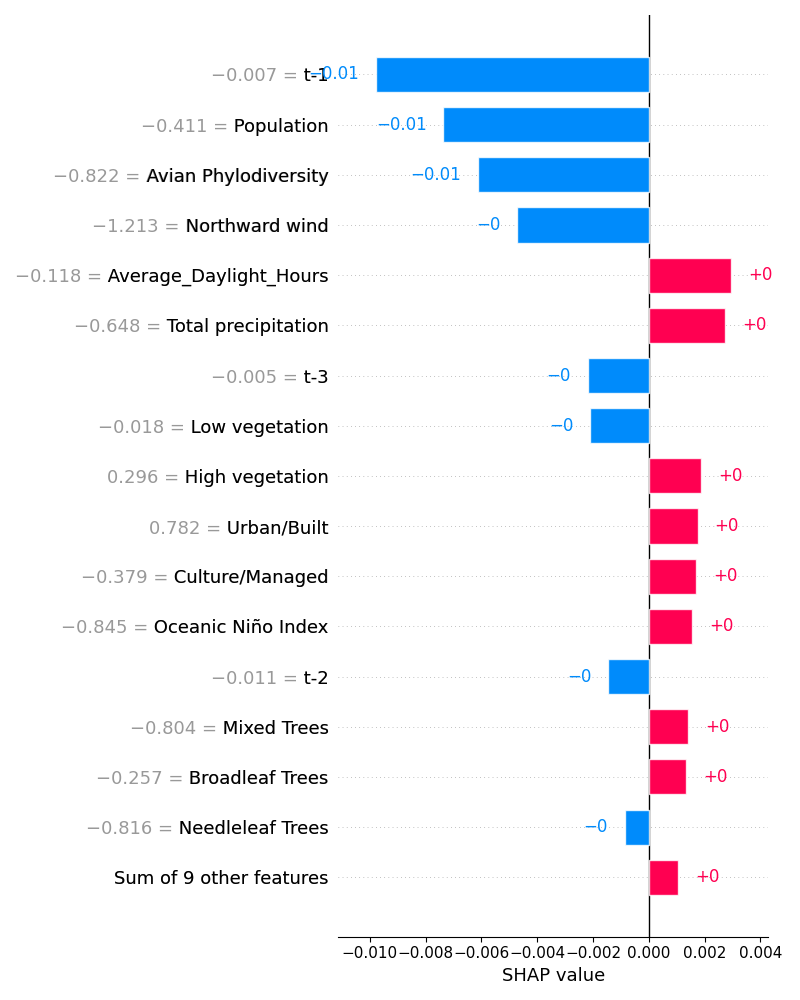 −0.007 = t-1 −0.01
−0.411 = Population −0.01
−0.822 = Avian Phylodiversity −0.01
−1.213 = Northward wind −0
−0.118 = Average_Daylight_Hours +0
−0.648 = Total precipitation +0
−0.005 = t-3 −0
−0.018 = Low vegetation −0
0.296 = High vegetation +0
0.782 = Urban/Built +0
−0.379 = Culture/Managed +0
−0.845 = Oceanic Niño Index +0
−0.011 = t-2 −0
−0.804 = Mixed Trees +0
−0.257 = Broadleaf Trees +0
−0.816 = Needleleaf Trees −0
Sum of 9 other features +0
−0.010 −0.008 −0.006 −0.004 −0.002 0.000 0.002 0.004
SHAP value